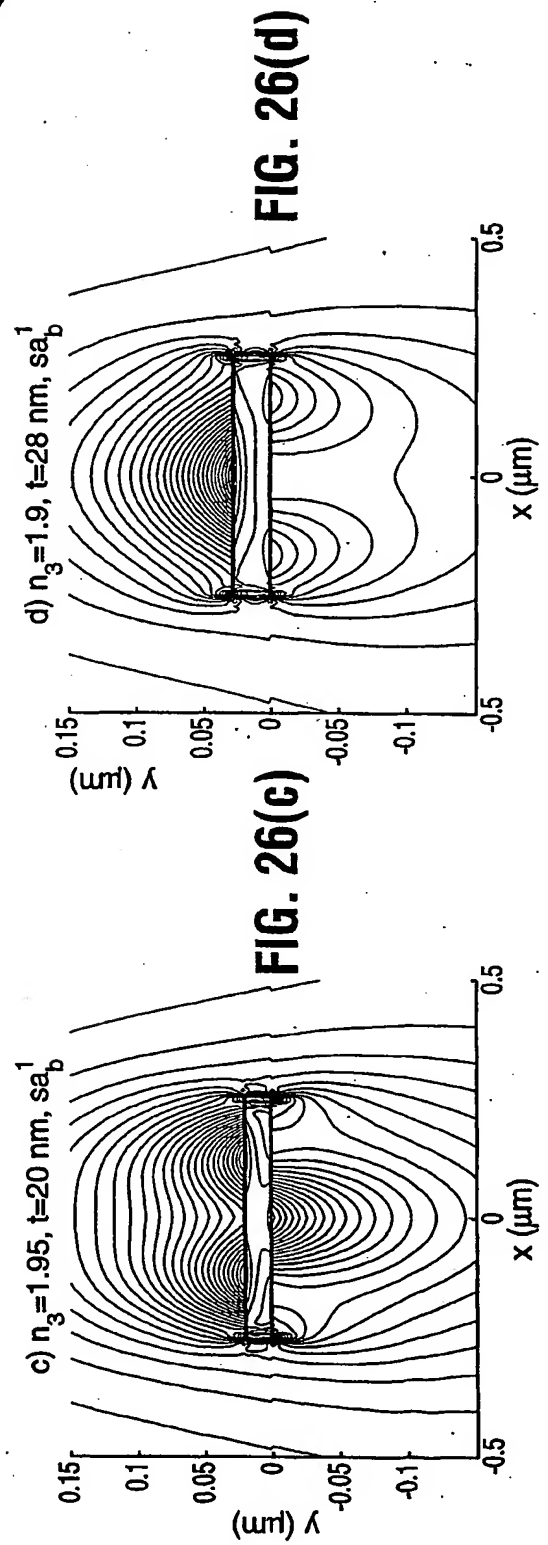 c) n₃=1.95, t=20 nm, sa¹_b
0.15
0.1
0.05
0
-0.05
-0.1
y (μm)
-0.5
0
0.5
x (μm)
FIG. 26(c)
d) n₃=1.9, t=28 nm, sa¹_b
0.15
0.1
0.05
0
-0.05
-0.1
y (μm)
-0.5
0
0.5
x (μm)
FIG. 26(d)